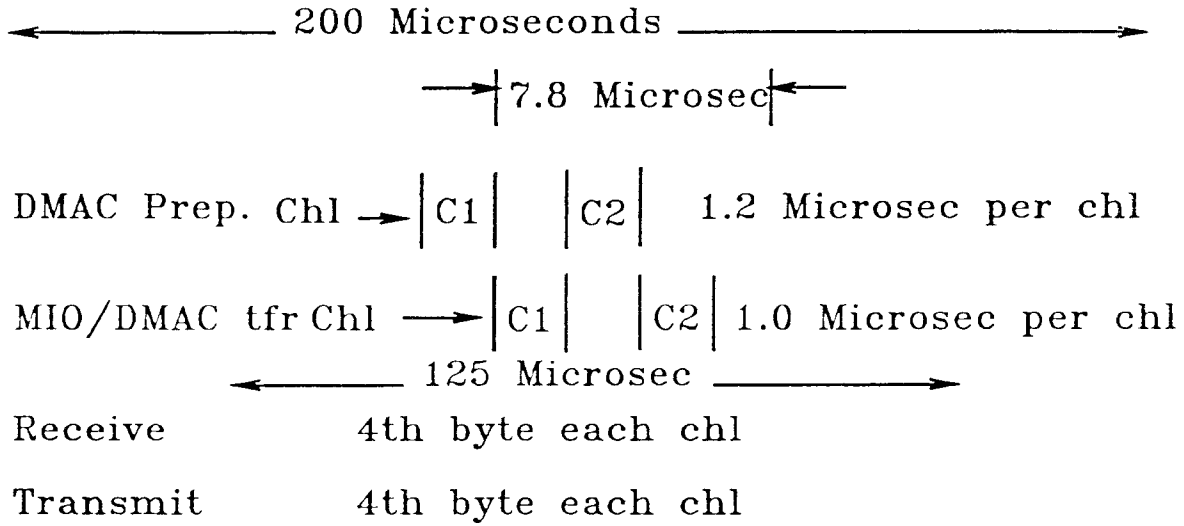 200 Microseconds
7.8 Microsec
DMAC Prep. Chl C1 C2 1.2 Microsec per chl
MIO/DMAC tfr Chl C1 C2 1.0 Microsec per chl
125 Microsec
Receive 4th byte each chl
Transmit 4th byte each chl